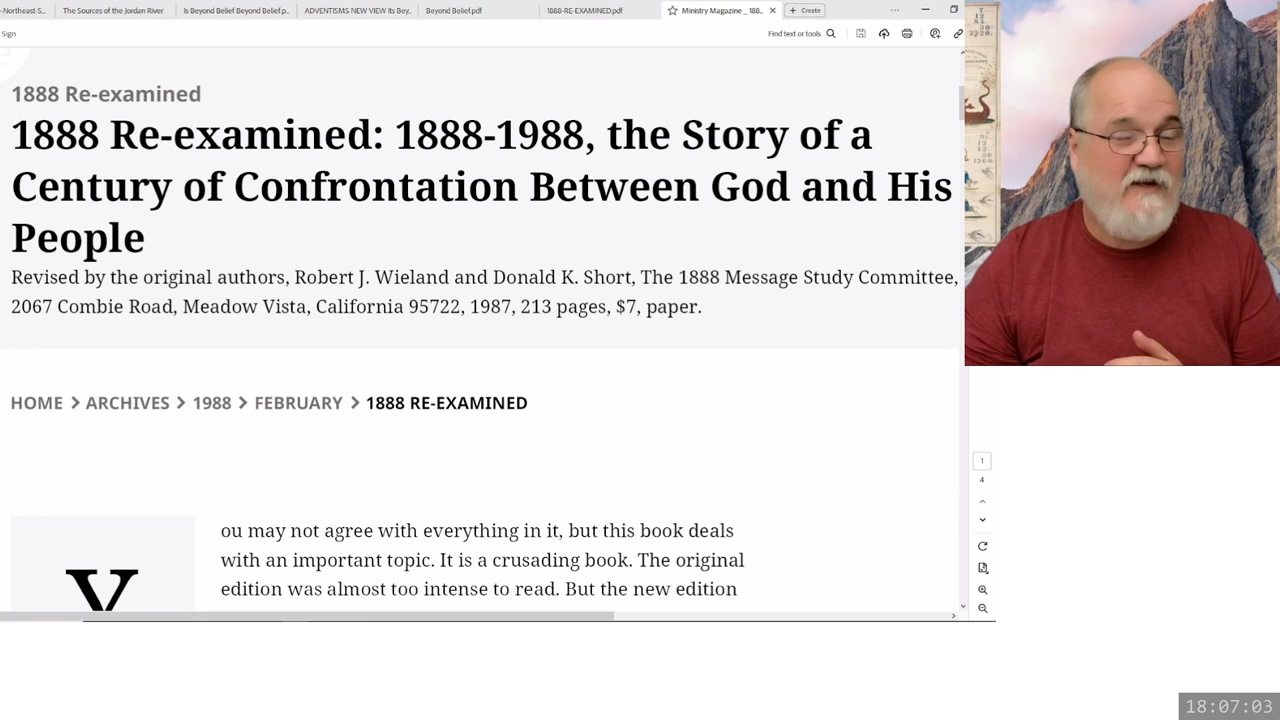 -Northeast-S..
The Sources of the Jordan River
Is Beyond Belief Beyond Belief.p..
ADVENTISMS NEW VIEW Its Bey..
Beyond Belief.pdf
1888-RE-EXAMINED.pdf
Ministry Magazine _ 188...
Create
Sign
Find text or tools
1888 Re-examined
1888 Re-examined: 1888-1988, the Story of a
Century of Confrontation Between God and His
People
Revised by the original authors, Robert J. Wieland and Donald K. Short, The 1888 Message Study Committee,
2067 Combie Road, Meadow Vista, California 95722, 1987, 213 pages, $7, paper.
HOME > ARCHIVES > 1988 > FEBRUARY > 1888 RE-EXAMINED
Y
ou may not agree with everything in it, but this book deals
with an important topic. It is a crusading book. The original
edition was almost too intense to read. But the new edition
1
4
7
12
84
2520.
1260.
18:07:03